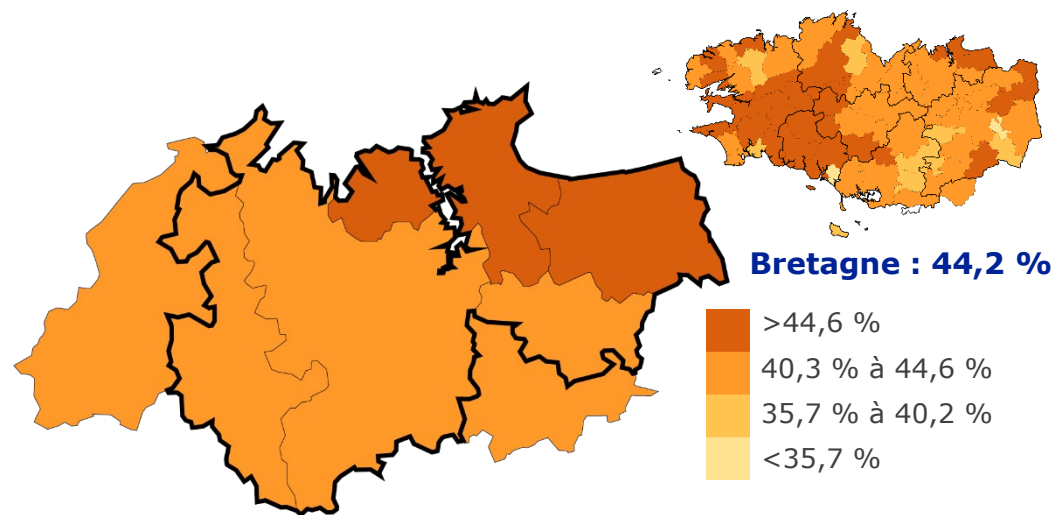 Bretagne : 44,2 %
>44,6 %
40,3 % à 44,6 %
35,7 % à 40,2 %
<35,7 %